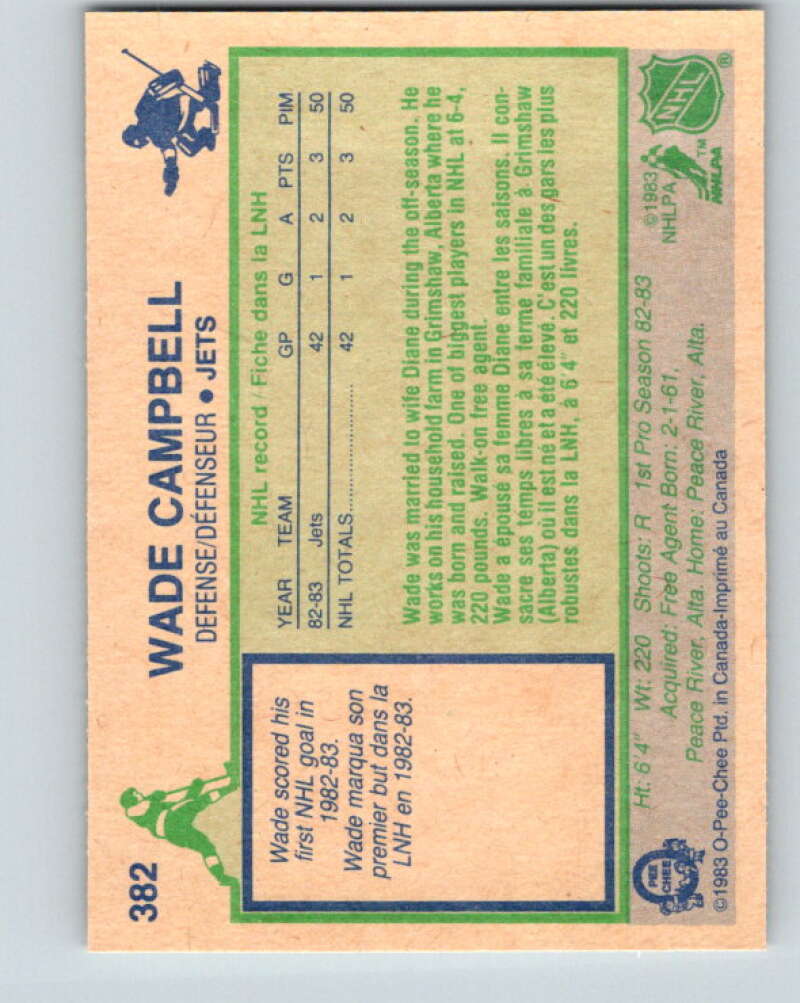 382
WADE CAMPBELL
DEFENSE/DÉFENSEUR ● JETS
Wade scored his
first NHL goal in
1982-83.
Wade marqua son
premier but dans la
LNH en 1982-83.
NHL record / Fiche dans la LNH
YEAR TEAM GP G A PTS PIM
82-83 Jets 42 1 2 3 50
NHL TOTALS.................... 42 1 2 3 50
Wade was married to wife Diane during the off-season. He
works on his household farm in Grimshaw, Alberta where he
was born and raised. One of biggest players in NHL at 6-4,
220 pounds. Walk-on free agent.
Wade a épousé sa femme Diane entre les saisons. Il con-
sacre ses temps libres à sa ferme familiale à Grimshaw
(Alberta) où il est né et a été élevé. C'est un des gars les plus
robustes dans la LNH, à 6'4" et 220 livres.
Ht: 6'4" Wt: 220 Shoots: R 1st Pro Season 82-83
Acquired: Free Agent Born: 2-1-61,
Peace River, Alta. Home: Peace River, Alta.
©1983 O-Pee-Chee Ptd. in Canada-Imprimé au Canada
O PEE CHEE
©1983
NHLPA
NHLPA™
NHL®